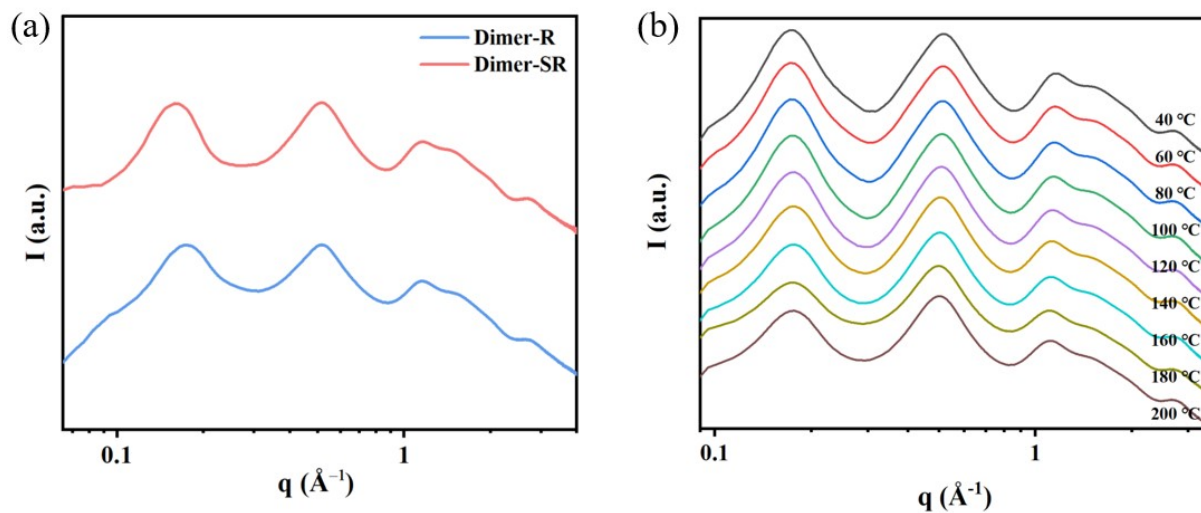 (a)
Dimer-R
Dimer-SR
I (a.u.)
0.1
1
q (Å⁻¹)
(b)
40 °C
60 °C
80 °C
100 °C
120 °C
140 °C
160 °C
180 °C
200 °C
I (a.u.)
0.1
1
q (Å⁻¹)